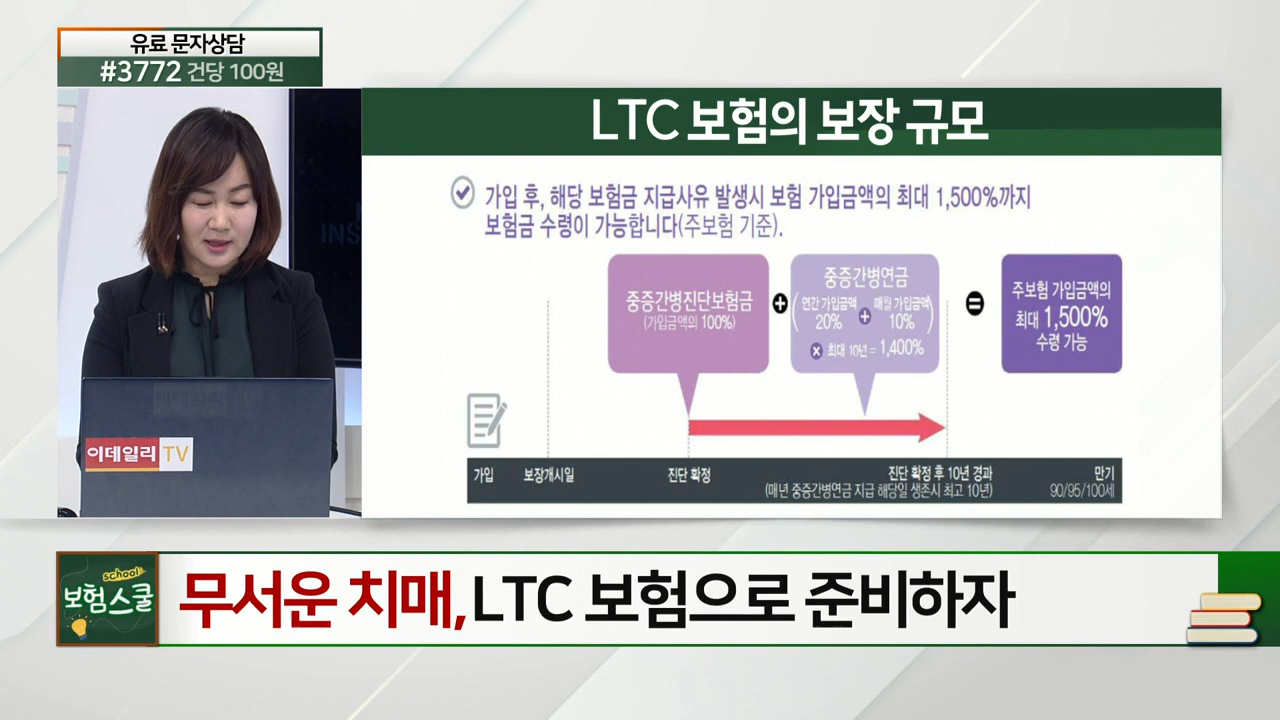 유료 문자상담
#3772 건당 100원
LTC 보험의 보장 규모
가입 후, 해당 보험금 지급사유 발생시 보험 가입금액의 최대 1,500%까지
보험금 수령이 가능합니다(주보험 기준).
중증간병진단보험금
(가입금액의 100%)
+
중증간병연금
(연간 가입금액 20% + 매월 가입금액 10%)
× 최대 10년 = 1,400%
=
주보험 가입금액의
최대 1,500%
수령 가능
가입
보장개시일
진단 확정
진단 확정 후 10년 경과
(매년 중증간병연금 지급 해당일 생존시 최고 10년)
만기
90/95/100세
이데일리 TV
school
보험스쿨
무서운 치매, LTC 보험으로 준비하자